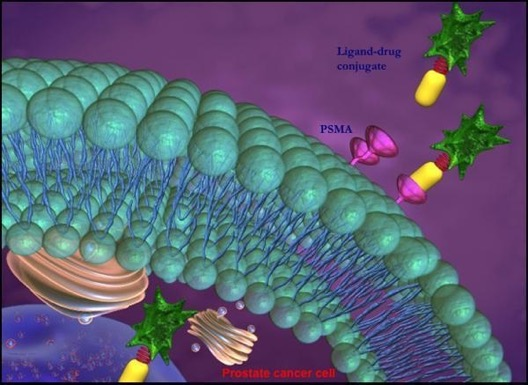 Ligand-drug
conjugate
PSMA
Prostate cancer cell